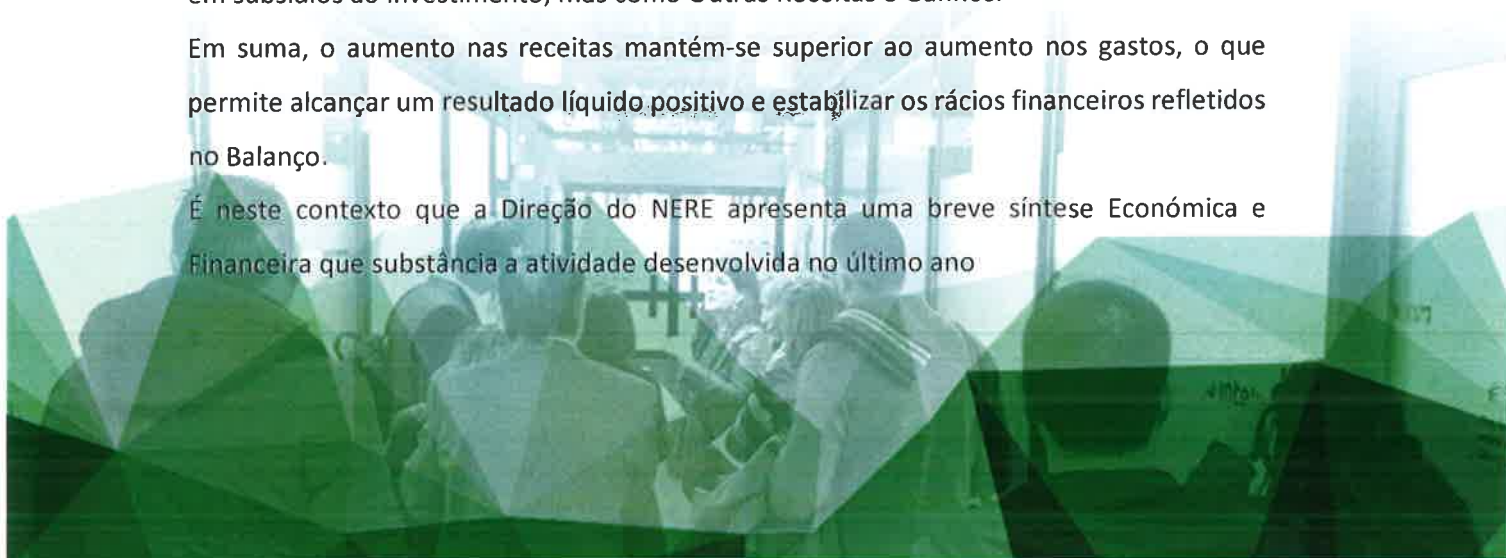 Em suma, o aumento nas receitas mantém-se superior ao aumento nos gastos, o que
permite alcançar um resultado líquido positivo e estabilizar os rácios financeiros refletidos
no Balanço.
É neste contexto que a Direção do NERE apresenta uma breve síntese Económica e
Financeira que substância a atividade desenvolvida no último ano